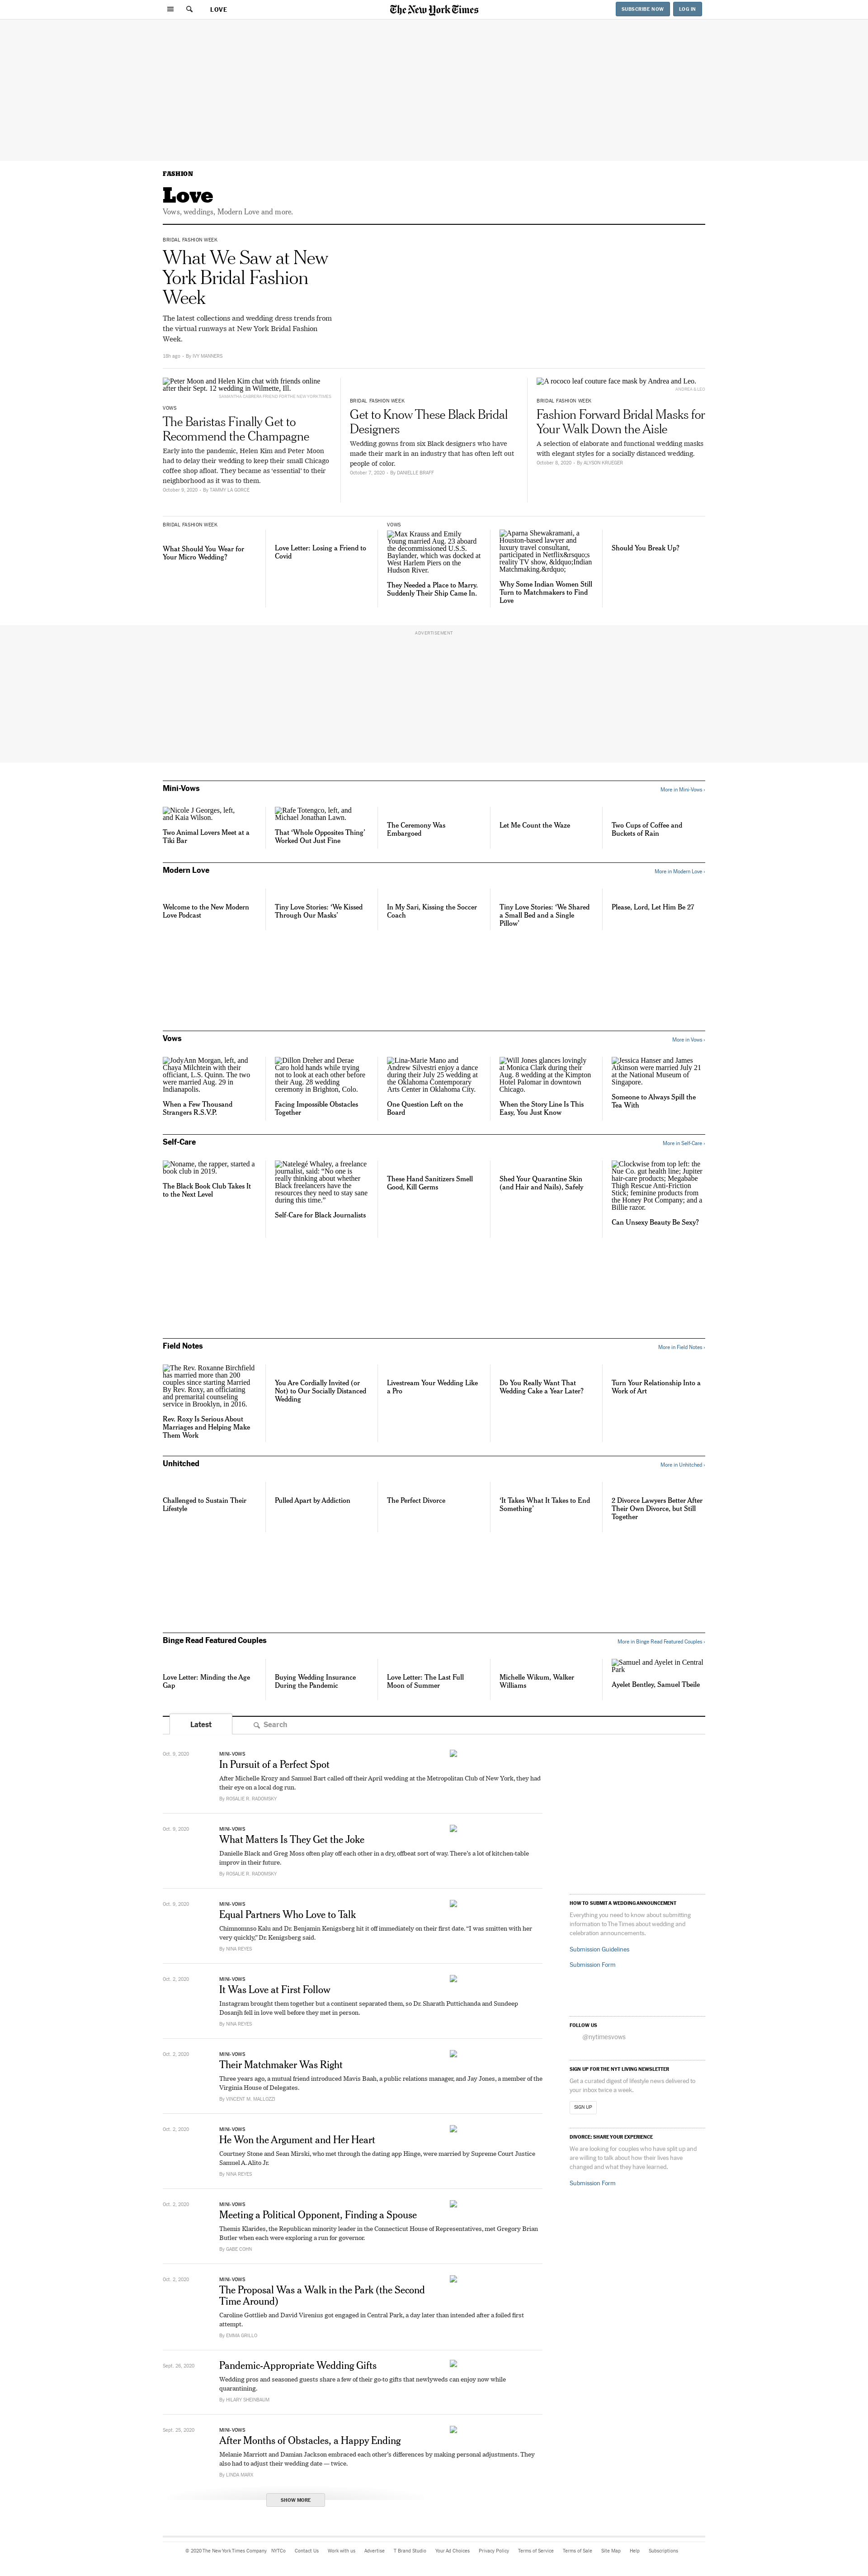 LOVE
The New York Times
SUBSCRIBE NOW
LOG IN
FASHION
Love
Vows, weddings, Modern Love and more.
BRIDAL FASHION WEEK
What We Saw at New
York Bridal Fashion
Week
The latest collections and wedding dress trends from
the virtual runways at New York Bridal Fashion
Week.
18h ago - By IVY MANNERS
Peter Moon and Helen Kim chat with friends online
after their Sept. 12 wedding in Wilmette, Ill.
SAMANTHA CABRERA FRIEND FOR THE NEW YORK TIMES
VOWS
The Baristas Finally Get to
Recommend the Champagne
Early into the pandemic, Helen Kim and Peter Moon
had to delay their wedding to keep their small Chicago
coffee shop afloat. They became as 'essential' to their
neighborhood as it was to them.
October 9, 2020 - By TAMMY LA GORCE
BRIDAL FASHION WEEK
Get to Know These Black Bridal
Designers
Wedding gowns from six Black designers who have
made their mark in an industry that has often left out
people of color.
October 7, 2020 - By DANIELLE BRAFF
A rococo leaf couture face mask by Andrea and Leo.
ANDREA & LEO
BRIDAL FASHION WEEK
Fashion Forward Bridal Masks for
Your Walk Down the Aisle
A selection of elaborate and functional wedding masks
with elegant styles for a socially distanced wedding.
October 8, 2020 - By ALYSON KRUEGER
BRIDAL FASHION WEEK
What Should You Wear for
Your Micro Wedding?
Love Letter: Losing a Friend to
Covid
VOWS
Max Krauss and Emily
Young married Aug. 23 aboard
the decommissioned U.S.S.
Baylander, which was docked at
West Harlem Piers on the
Hudson River.
They Needed a Place to Marry.
Suddenly Their Ship Came In.
Aparna Shewakramani, a
Houston-based lawyer and
luxury travel consultant,
participated in Netflix&rsquo;s
reality TV show, &ldquo;Indian
Matchmaking.&rdquo;
Why Some Indian Women Still
Turn to Matchmakers to Find
Love
Should You Break Up?
ADVERTISEMENT
Mini-Vows
More in Mini-Vows ›
Nicole J Georges, left,
and Kaia Wilson.
Two Animal Lovers Meet at a
Tiki Bar
Rafe Totengco, left, and
Michael Jonathan Lawn.
That 'Whole Opposites Thing'
Worked Out Just Fine
The Ceremony Was
Embargoed
Let Me Count the Waze
Two Cups of Coffee and
Buckets of Rain
Modern Love
More in Modern Love ›
Welcome to the New Modern
Love Podcast
Tiny Love Stories: 'We Kissed
Through Our Masks'
In My Sari, Kissing the Soccer
Coach
Tiny Love Stories: 'We Shared
a Small Bed and a Single
Pillow'
Please, Lord, Let Him Be 27
Vows
More in Vows ›
JodyAnn Morgan, left, and
Chaya Milchtein with their
officiant, LS. Quinn. The two
were married Aug. 29 in
Indianapolis.
When a Few Thousand
Strangers R.S.V.P.
Dillon Dreher and Derae
Caro hold hands while trying
not to look at each other before
their Aug. 28 wedding
ceremony in Brighton, Colo.
Facing Impossible Obstacles
Together
Lina-Marie Mano and
Andrew Silvestri enjoy a dance
during their July 25 wedding at
the Oklahoma Contemporary
Arts Center in Oklahoma City.
One Question Left on the
Board
Will Jones glances lovingly
at Monica Clark during their
Aug. 8 wedding at the Kimpton
Hotel Palomar in downtown
Chicago.
When the Story Line Is This
Easy, You Just Know
Jessica Hanser and James
Atkinson were married July 21
at the National Museum of
Singapore.
Someone to Always Spill the
Tea With
Self-Care
More in Self-Care ›
Noname, the rapper, started a
book club in 2019.
The Black Book Club Takes It
to the Next Level
Natelegé Whaley, a freelance
journalist, said: "No one is
really thinking about whether
Black freelancers have the
resources they need to stay sane
during this time."
Self-Care for Black Journalists
These Hand Sanitizers Smell
Good, Kill Germs
Shed Your Quarantine Skin
(and Hair and Nails), Safely
Clockwise from top left: the
Nue Co. gut health line; Jupiter
hair-care products; Megababe
Thigh Rescue Anti-Friction
Stick; feminine products from
the Honey Pot Company; and a
Billie razor.
Can Unsexy Beauty Be Sexy?
Field Notes
More in Field Notes ›
The Rev. Roxanne Birchfield
has married more than 200
couples since starting Married
By Rev. Roxy, an officiating
and premarital counseling
service in Brooklyn, in 2016.
Rev. Roxy Is Serious About
Marriages and Helping Make
Them Work
You Are Cordially Invited (or
Not) to Our Socially Distanced
Wedding
Livestream Your Wedding Like
a Pro
Do You Really Want That
Wedding Cake a Year Later?
Turn Your Relationship Into a
Work of Art
Unhitched
More in Unhitched ›
Challenged to Sustain Their
Lifestyle
Pulled Apart by Addiction
The Perfect Divorce
'It Takes What It Takes to End
Something'
2 Divorce Lawyers Better After
Their Own Divorce, but Still
Together
Binge Read Featured Couples
More in Binge Read Featured Couples ›
Love Letter: Minding the Age
Gap
Buying Wedding Insurance
During the Pandemic
Love Letter: The Last Full
Moon of Summer
Michelle Wikum, Walker
Williams
Samuel and Ayelet in Central
Park
Ayelet Bentley, Samuel Tbeile
Latest
Search
Oct. 9, 2020
MINI-VOWS
In Pursuit of a Perfect Spot
After Michelle Krozy and Samuel Bart called off their April wedding at the Metropolitan Club of New York, they had
their eye on a local dog run.
By ROSALIE R. RADOMSKY
Oct. 9, 2020
MINI-VOWS
What Matters Is They Get the Joke
Danielle Black and Greg Moss often play off each other in a dry, offbeat sort of way. There's a lot of kitchen-table
improv in their future.
By ROSALIE R. RADOMSKY
Oct. 9, 2020
MINI-VOWS
Equal Partners Who Love to Talk
Chimnomnso Kalu and Dr. Benjamin Kenigsberg hit it off immediately on their first date. "I was smitten with her
very quickly," Dr. Kenigsberg said.
By NINA REYES
Oct. 2, 2020
MINI-VOWS
It Was Love at First Follow
Instagram brought them together but a continent separated them, so Dr. Sharath Puttichanda and Sundeep
Dosanjh fell in love well before they met in person.
By NINA REYES
Oct. 2, 2020
MINI-VOWS
Their Matchmaker Was Right
Three years ago, a mutual friend introduced Mavis Baah, a public relations manager, and Jay Jones, a member of the
Virginia House of Delegates.
By VINCENT M. MALLOZZI
Oct. 2, 2020
MINI-VOWS
He Won the Argument and Her Heart
Courtney Stone and Sean Mirski, who met through the dating app Hinge, were married by Supreme Court Justice
Samuel A. Alito Jr.
By NINA REYES
Oct. 2, 2020
MINI-VOWS
Meeting a Political Opponent, Finding a Spouse
Themis Klarides, the Republican minority leader in the Connecticut House of Representatives, met Gregory Brian
Butler when each were exploring a run for governor.
By GABE COHN
Oct. 2, 2020
MINI-VOWS
The Proposal Was a Walk in the Park (the Second
Time Around)
Caroline Gottlieb and David Virenius got engaged in Central Park, a day later than intended after a foiled first
attempt.
By EMMA GRILLO
Sept. 26, 2020
Pandemic-Appropriate Wedding Gifts
Wedding pros and seasoned guests share a few of their go-to gifts that newlyweds can enjoy now while
quarantining.
By HILARY SHEINBAUM
Sept. 25, 2020
MINI-VOWS
After Months of Obstacles, a Happy Ending
Melanie Marriott and Damian Jackson embraced each other's differences by making personal adjustments. They
also had to adjust their wedding date — twice.
By LINDA MARX
SHOW MORE
HOW TO SUBMIT A WEDDING ANNOUNCEMENT
Everything you need to know about submitting
information to The Times about wedding and
celebration announcements.
Submission Guidelines
Submission Form
FOLLOW US
@nytimesvows
SIGN UP FOR THE NYT LIVING NEWSLETTER
Get a curated digest of lifestyle news delivered to
your inbox twice a week.
SIGN UP
DIVORCE: SHARE YOUR EXPERIENCE
We are looking for couples who have split up and
are willing to talk about how their lives have
changed and what they have learned.
Submission Form
© 2020 The New York Times Company NYTCo Contact Us Work with us Advertise T Brand Studio Your Ad Choices Privacy Policy Terms of Service Terms of Sale Site Map Help Subscriptions